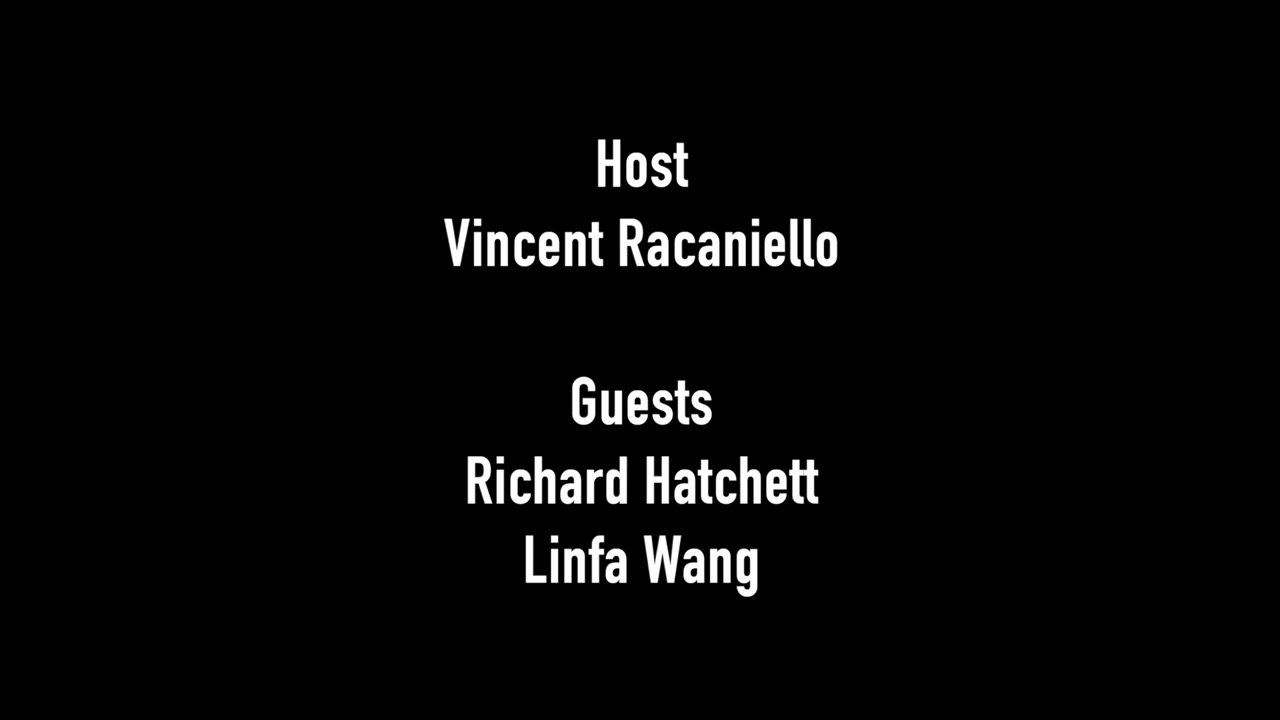 Host
Vincent Racaniello
Guests
Richard Hatchett
Linfa Wang